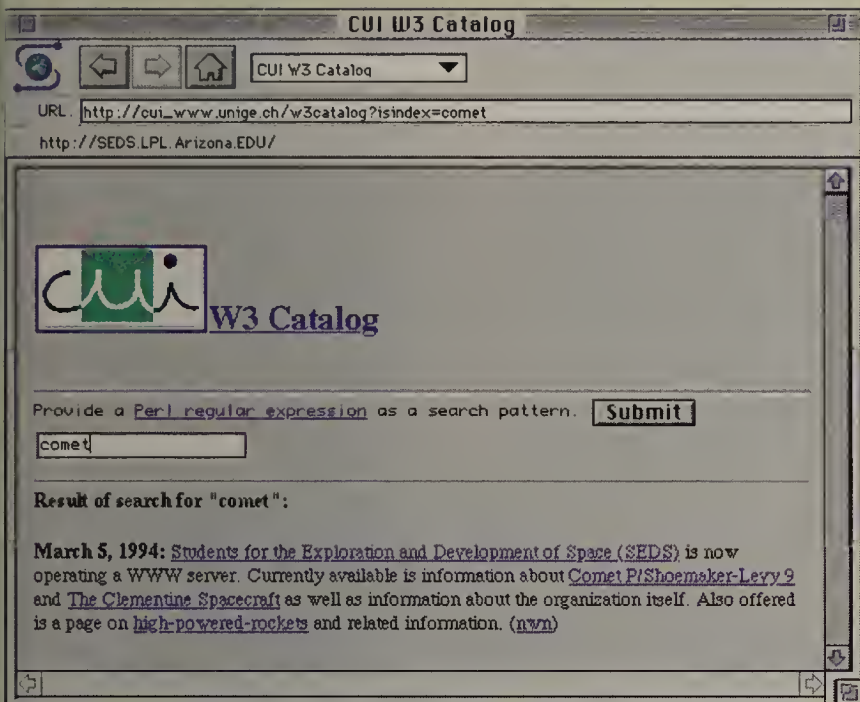 CUI W3 Catalog
CUI W3 Catalog
URL. http://cui_www.unige.ch/w3catalog?isindex=comet
http://SEDS.LPL.Arizona.EDU/
cui W3 Catalog
Provide a Perl regular expression as a search pattern. Submit
comet
Result of search for "comet":
March 5, 1994: Students for the Exploration and Development of Space (SEDS) is now
operating a WWW server. Currently available is information about Comet P/Shoemaker-Levy 9
and The Clementine Spacecraft as well as information about the organization itself. Also offered
is a page on high-powered-rockets and related information. (nwn)